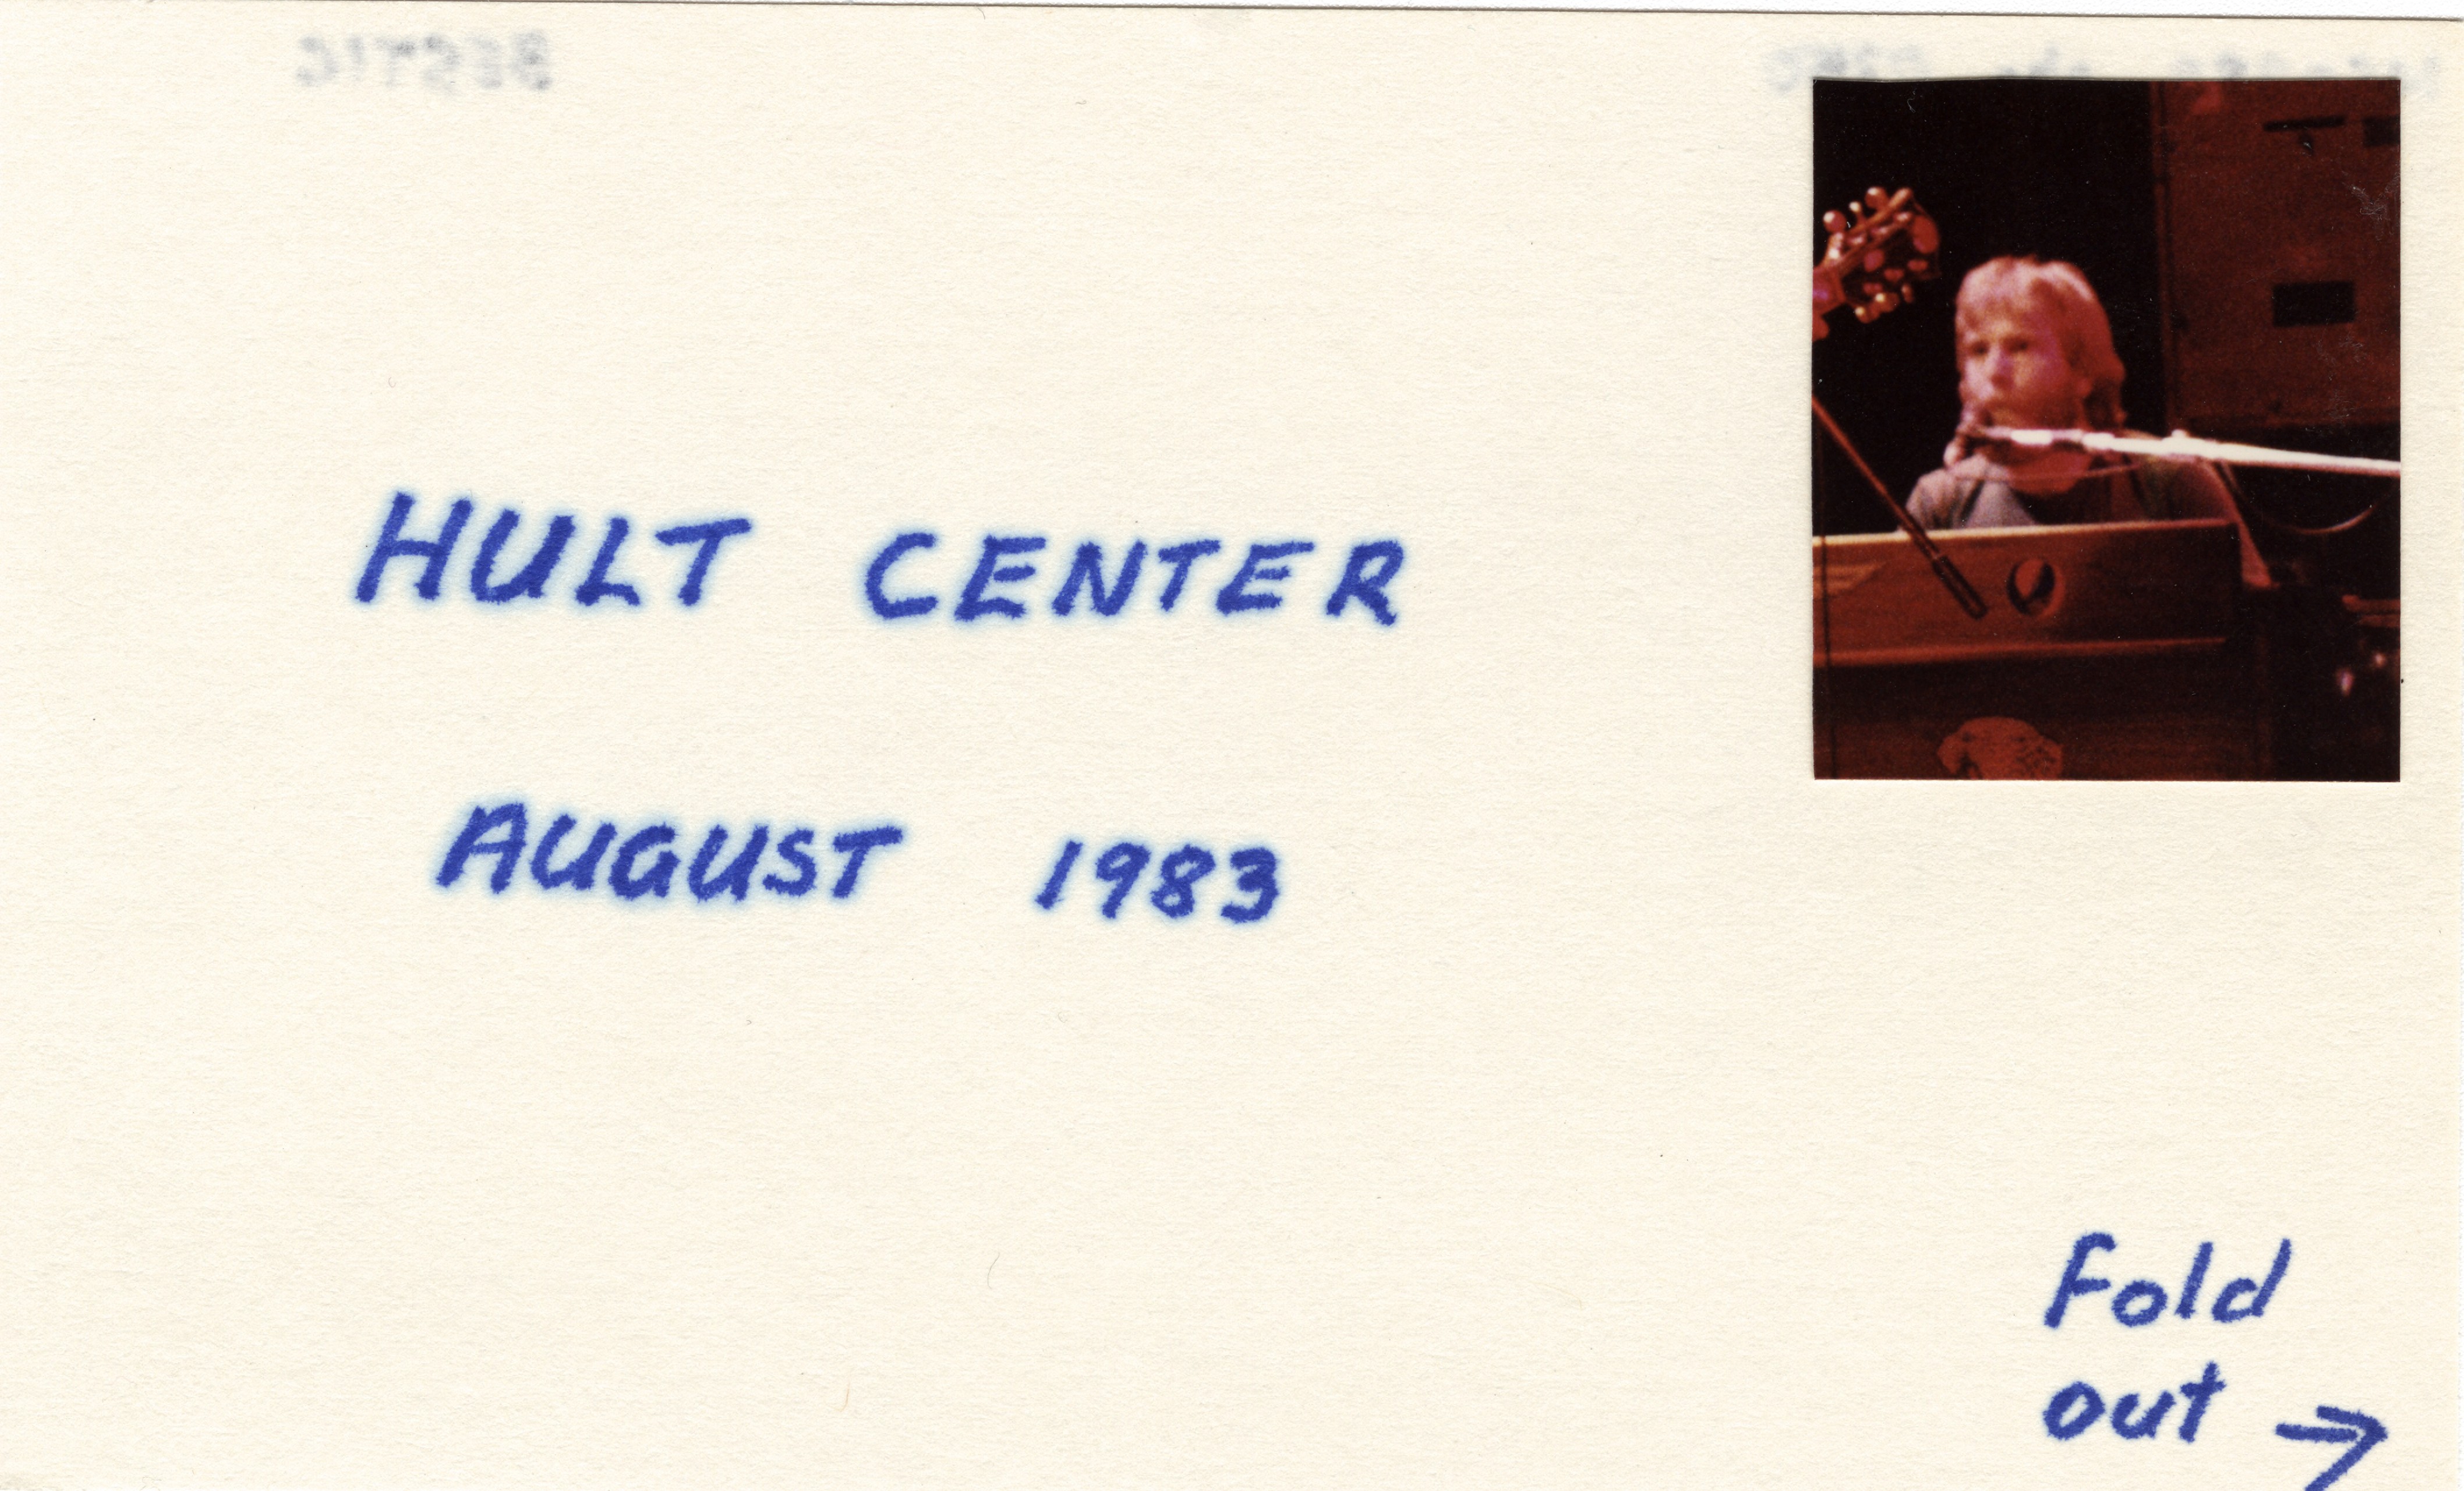 HULT CENTER
AUGUST 1983
Fold
out →